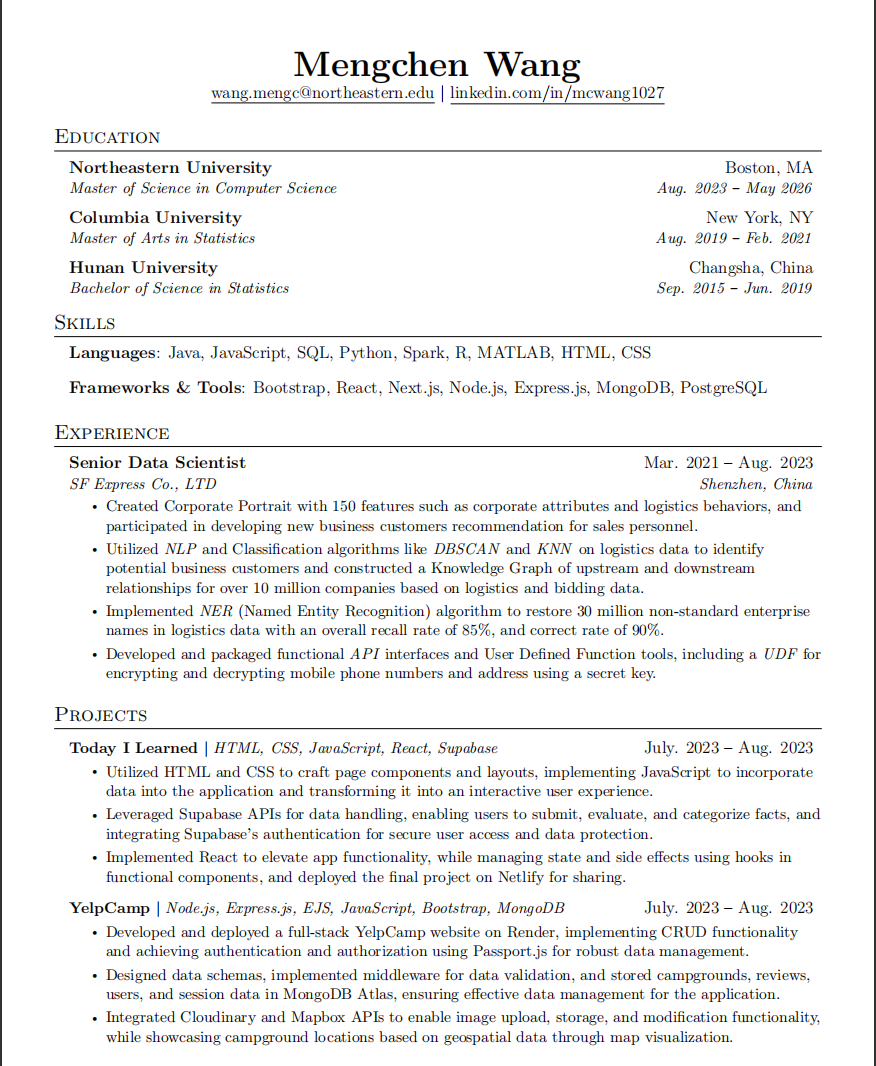 Mengchen Wang
wang.mengc@northeastern.edu | linkedin.com/in/mcwang1027
Education
Northeastern University Boston, MA
Master of Science in Computer Science Aug. 2023 – May 2026
Columbia University New York, NY
Master of Arts in Statistics Aug. 2019 – Feb. 2021
Hunan University Changsha, China
Bachelor of Science in Statistics Sep. 2015 – Jun. 2019
Skills
Languages: Java, JavaScript, SQL, Python, Spark, R, MATLAB, HTML, CSS
Frameworks & Tools: Bootstrap, React, Next.js, Node.js, Express.js, MongoDB, PostgreSQL
Experience
Senior Data Scientist Mar. 2021 – Aug. 2023
SF Express Co., LTD Shenzhen, China
• Created Corporate Portrait with 150 features such as corporate attributes and logistics behaviors, and
participated in developing new business customers recommendation for sales personnel.
• Utilized NLP and Classification algorithms like DBSCAN and KNN on logistics data to identify
potential business customers and constructed a Knowledge Graph of upstream and downstream
relationships for over 10 million companies based on logistics and bidding data.
• Implemented NER (Named Entity Recognition) algorithm to restore 30 million non-standard enterprise
names in logistics data with an overall recall rate of 85%, and correct rate of 90%.
• Developed and packaged functional API interfaces and User Defined Function tools, including a UDF for
encrypting and decrypting mobile phone numbers and address using a secret key.
Projects
Today I Learned | HTML, CSS, JavaScript, React, Supabase July. 2023 – Aug. 2023
• Utilized HTML and CSS to craft page components and layouts, implementing JavaScript to incorporate
data into the application and transforming it into an interactive user experience.
• Leveraged Supabase APIs for data handling, enabling users to submit, evaluate, and categorize facts, and
integrating Supabase's authentication for secure user access and data protection.
• Implemented React to elevate app functionality, while managing state and side effects using hooks in
functional components, and deployed the final project on Netlify for sharing.
YelpCamp | Node.js, Express.js, EJS, JavaScript, Bootstrap, MongoDB July. 2023 – Aug. 2023
• Developed and deployed a full-stack YelpCamp website on Render, implementing CRUD functionality
and achieving authentication and authorization using Passport.js for robust data management.
• Designed data schemas, implemented middleware for data validation, and stored campgrounds, reviews,
users, and session data in MongoDB Atlas, ensuring effective data management for the application.
• Integrated Cloudinary and Mapbox APIs to enable image upload, storage, and modification functionality,
while showcasing campground locations based on geospatial data through map visualization.